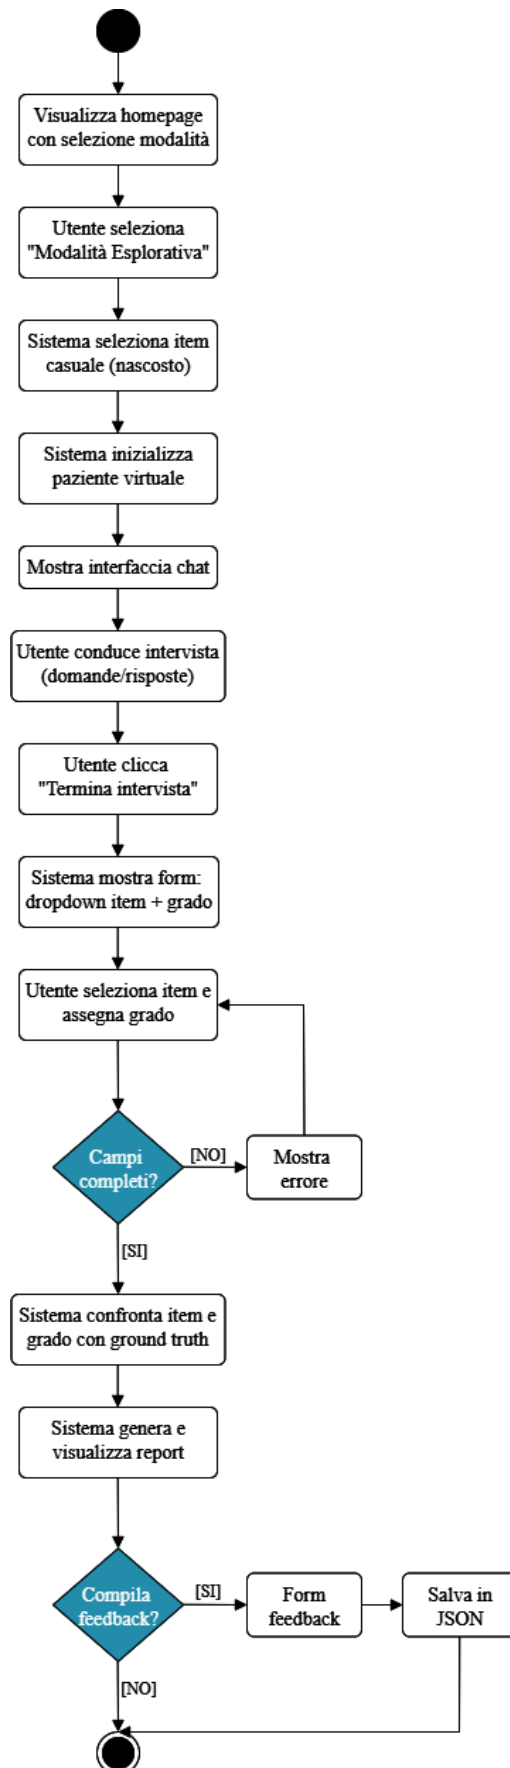 Visualizza homepage
con selezione modalità
Utente seleziona
"Modalità Esplorativa"
Sistema seleziona item
casuale (nascosto)
Sistema inizializza
paziente virtuale
Mostra interfaccia chat
Utente conduce intervista
(domande/risposte)
Utente clicca
"Termina intervista"
Sistema mostra form:
dropdown item + grado
Utente seleziona item e
assegna grado
Campi
completi?
[NO]
Mostra
errore
[SI]
Sistema confronta item e
grado con ground truth
Sistema genera e
visualizza report
Compila
feedback?
[SI]
Form
feedback
Salva in
JSON
[NO]